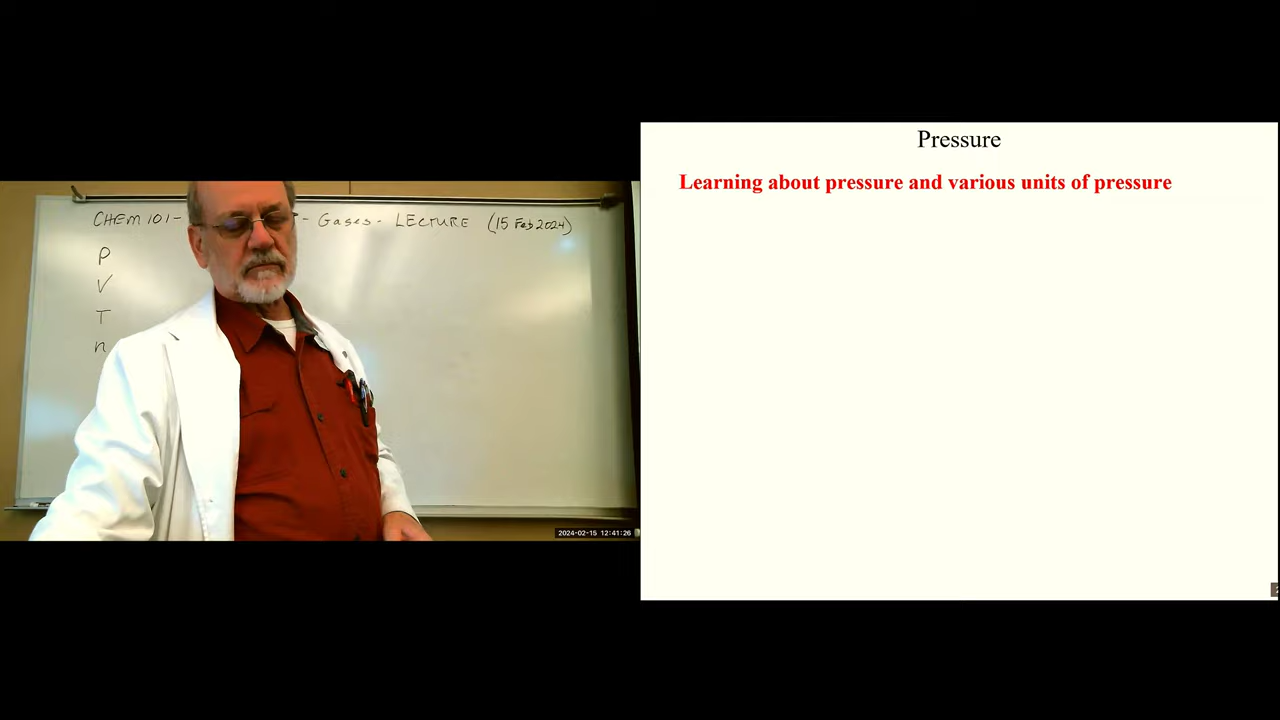 CHEM 101- - Gases - LECTURE (15 Feb 2024)
P
V
T
n
2024-02-15 12:41:26
Pressure
Learning about pressure and various units of pressure